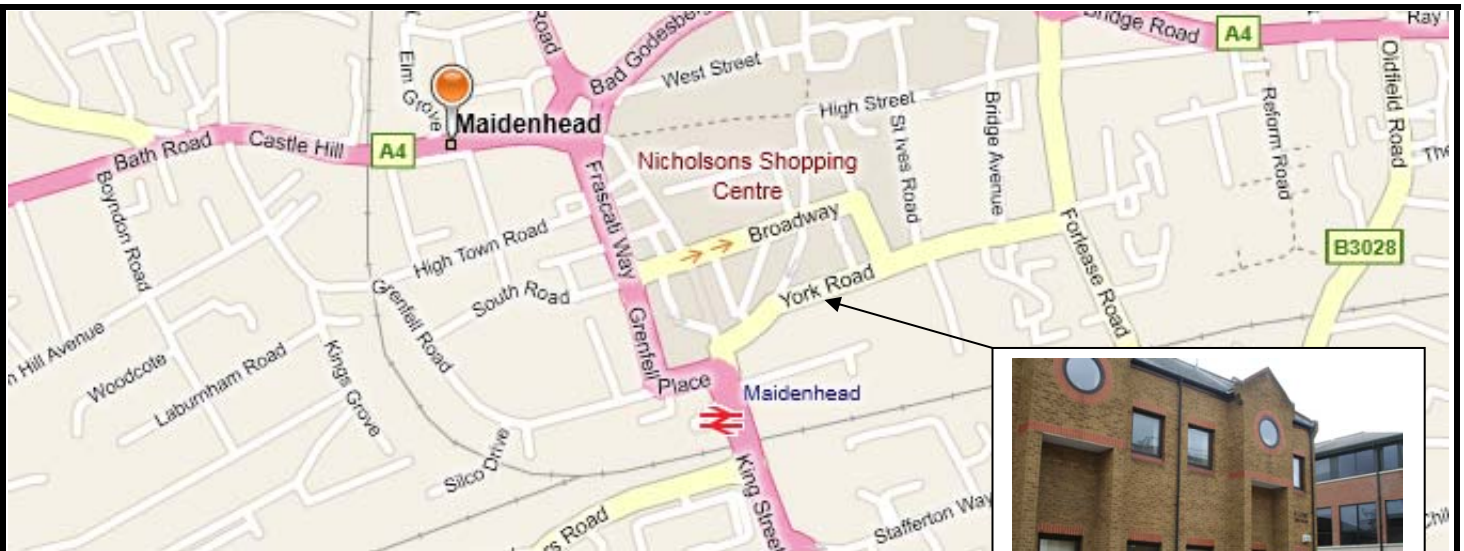 Road
Bad Godesberg
Bridge Road
A4
Ray
Elm Grove
West Street
Oldfield Road
High Street
Bridge Avenue
Reform Road
Maidenhead
St Ives Road
Castle Hill
A4
Bath Road
Nicholsons Shopping
Centre
Boyndon Road
Frascati Way
Broadway
Forlease Road
B3028
High Town Road
Grenfell Road
South Road
York Road
Hill Avenue
Grenfell
Place
Woodcote
Laburnham Road
Kings Grove
Maidenhead
Silco Drive
King Street
Stafferton Way
Road